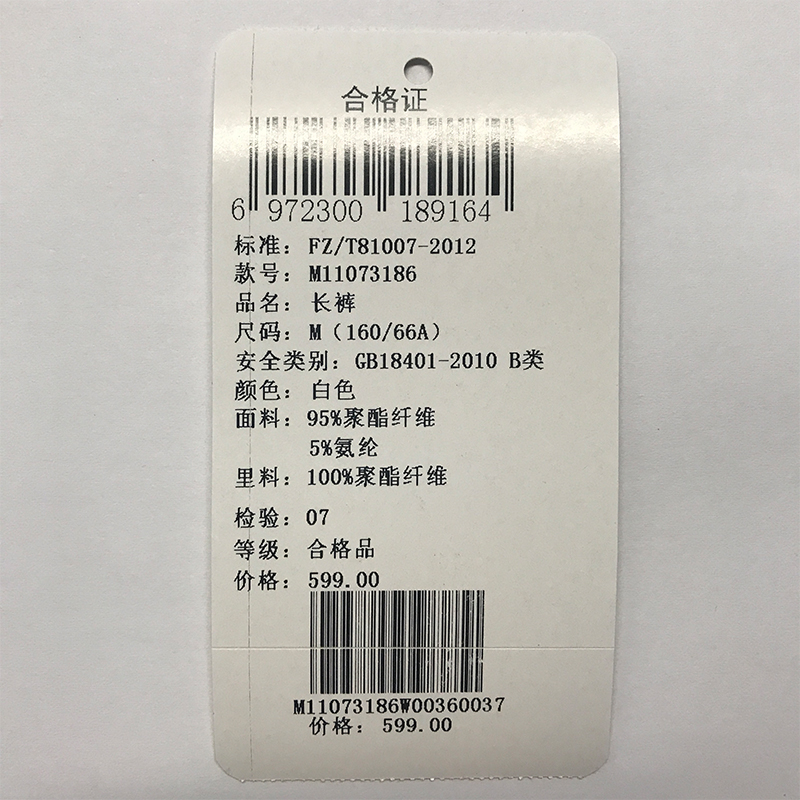 合格证
6 972300 189164
标准：FZ/T81007-2012
款号：M11073186
品名：长裤
尺码：M（160/66A）
安全类别：GB18401-2010 B类
颜色：白色
面料：95%聚酯纤维
5%氨纶
里料：100%聚酯纤维
检验：07
等级：合格品
价格：599.00
M11073186W00360037
价格：599.00